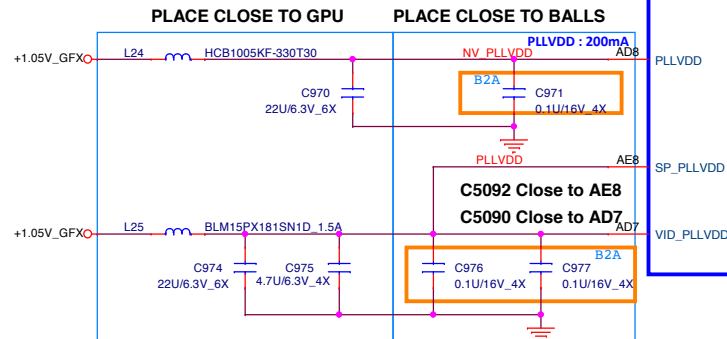 PLACE CLOSE TO GPU
PLACE CLOSE TO BALLS
PLLVDD : 200mA
+1.05V_GFX
L24
HCB1005KF-330T30
NV_PLLVDD
AD8
PLLVDD
B2A
C970
22U/6.3V_6X
C971
0.1U/16V_4X
PLLVDD
AE8
SP_PLLVDD
C5092 Close to AE8
C5090 Close to AD7
+1.05V_GFX
L25
BLM15PX181SN1D_1.5A
AD7
VID_PLLVDD
B2A
C974
22U/6.3V_6X
C975
4.7U/6.3V_4X
C976
0.1U/16V_4X
C977
0.1U/16V_4X